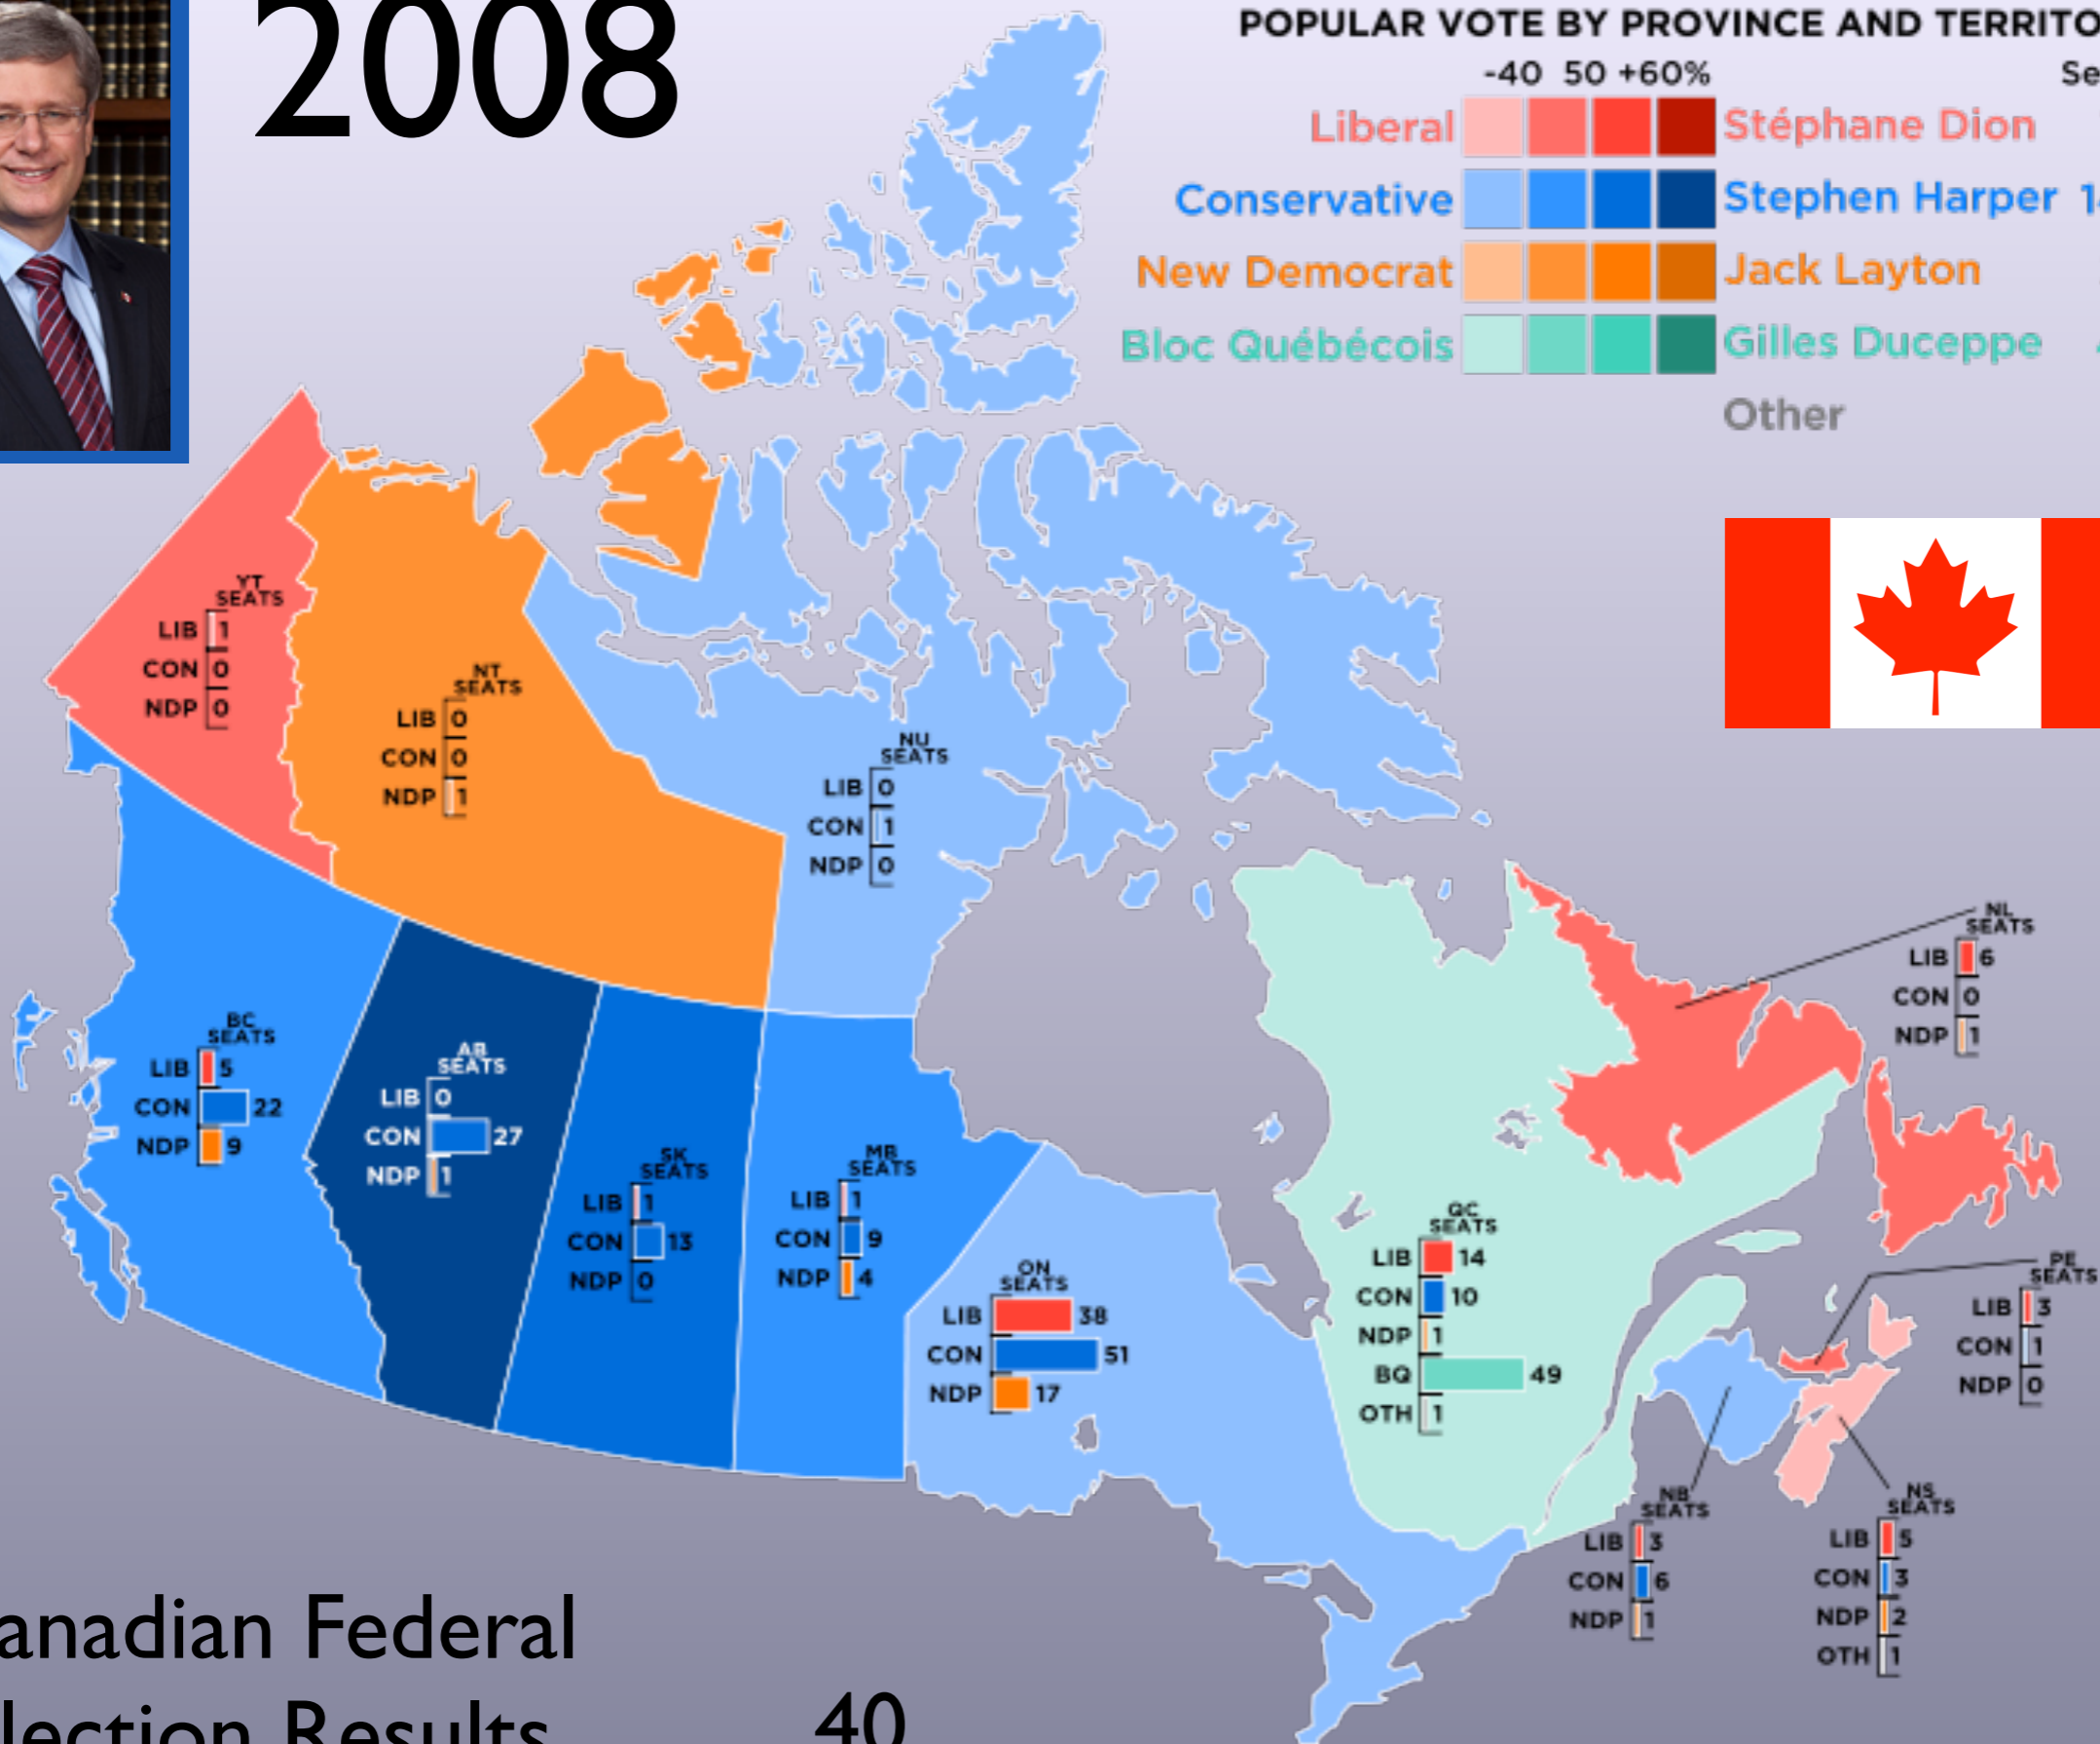 2008
POPULAR VOTE BY PROVINCE AND TERRITO
-40 50 +60%
Se
Liberal Stéphane Dion
Conservative Stephen Harper 1
New Democrat Jack Layton
Bloc Québécois Gilles Duceppe
Other
YT
SEATS
LIB 1
CON 0
NDP 0
NT
SEATS
LIB 0
CON 0
NDP 1
NU
SEATS
LIB 0
CON 1
NDP 0
NL
SEATS
LIB 6
CON 0
NDP 1
BC
SEATS
LIB 5
CON 22
NDP 9
AB
SEATS
LIB 0
CON 27
NDP 1
SK
SEATS
LIB 1
CON 13
NDP 0
MB
SEATS
LIB 1
CON 9
NDP 4
ON
SEATS
LIB 38
CON 51
NDP 17
QC
SEATS
LIB 14
CON 10
NDP 1
BQ 49
OTH 1
PE
SEATS
LIB 3
CON 1
NDP 0
NB
SEATS
LIB 3
CON 6
NDP 1
NS
SEATS
LIB 5
CON 3
NDP 2
OTH 1
anadian Federal
lection Results
40